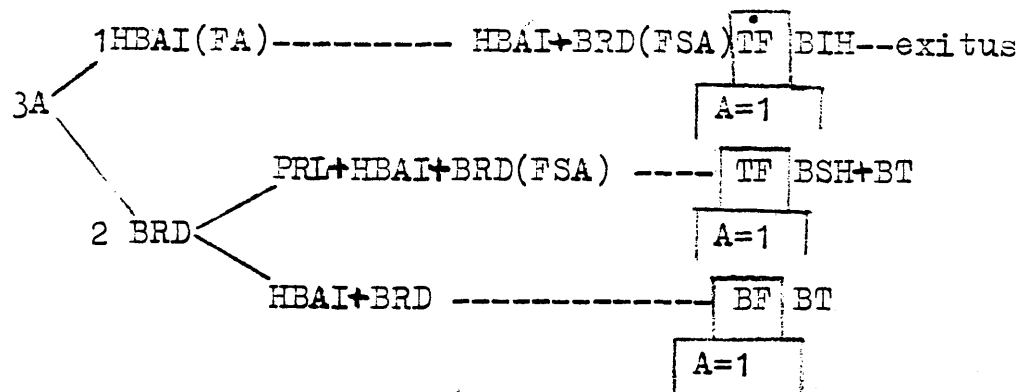 1HBAI(FA)---------- HBAI+BRD(FSA) TF BIH--exitus
A=1
3A
PRL+HBAI+BRD(FSA) ---- TF BSH+BT
2 BRD
A=1
HBAI+BRD -------------- BF BT
A=1